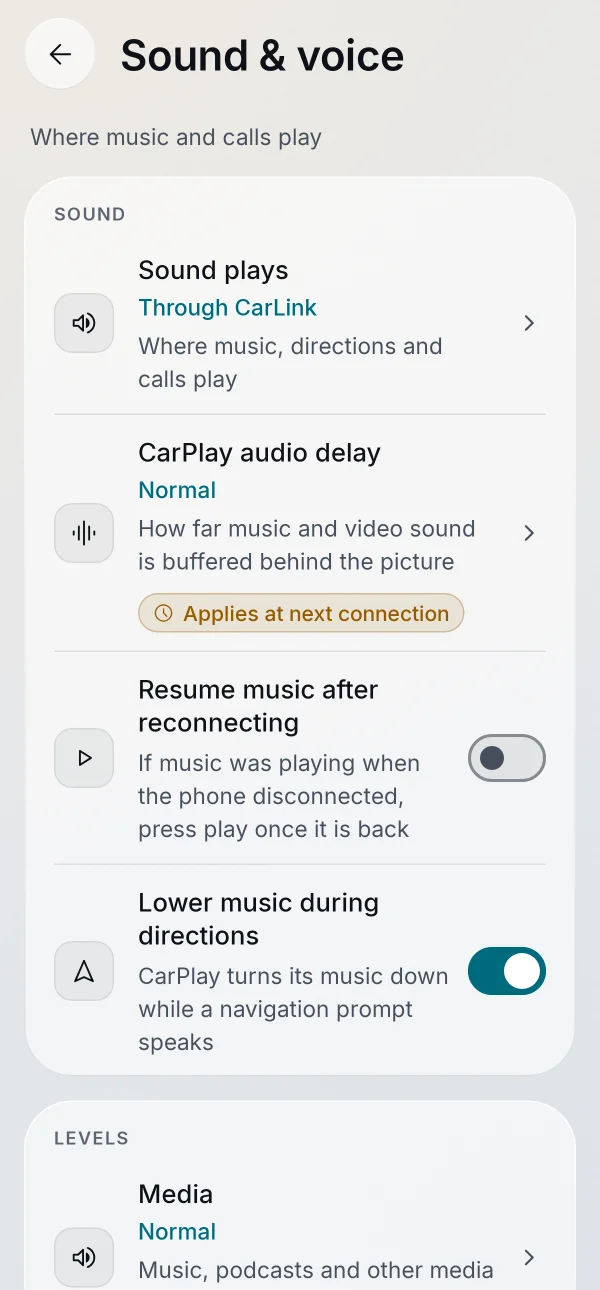 Sound & voice
Where music and calls play
SOUND
Sound plays
Through CarLink
Where music, directions and
calls play
CarPlay audio delay
Normal
How far music and video sound
is buffered behind the picture
Applies at next connection
Resume music after
reconnecting
If music was playing when
the phone disconnected,
press play once it is back
Lower music during
directions
CarPlay turns its music down
while a navigation prompt
speaks
LEVELS
Media
Normal
Music, podcasts and other media